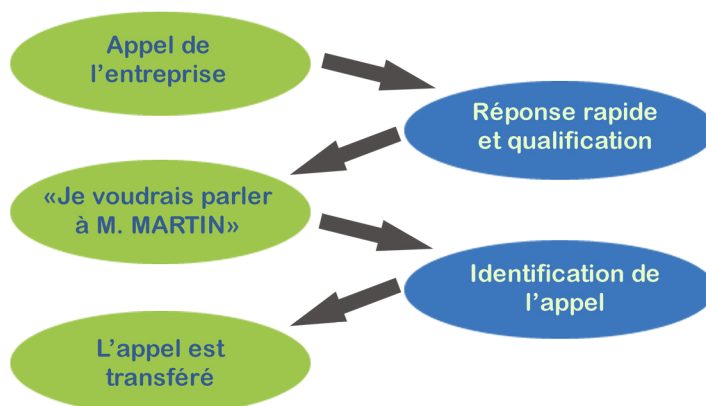 Appel de
l’entreprise
Réponse rapide
et qualification
«Je voudrais parler
à M. MARTIN»
Identification de
l’appel
L’appel est
transféré